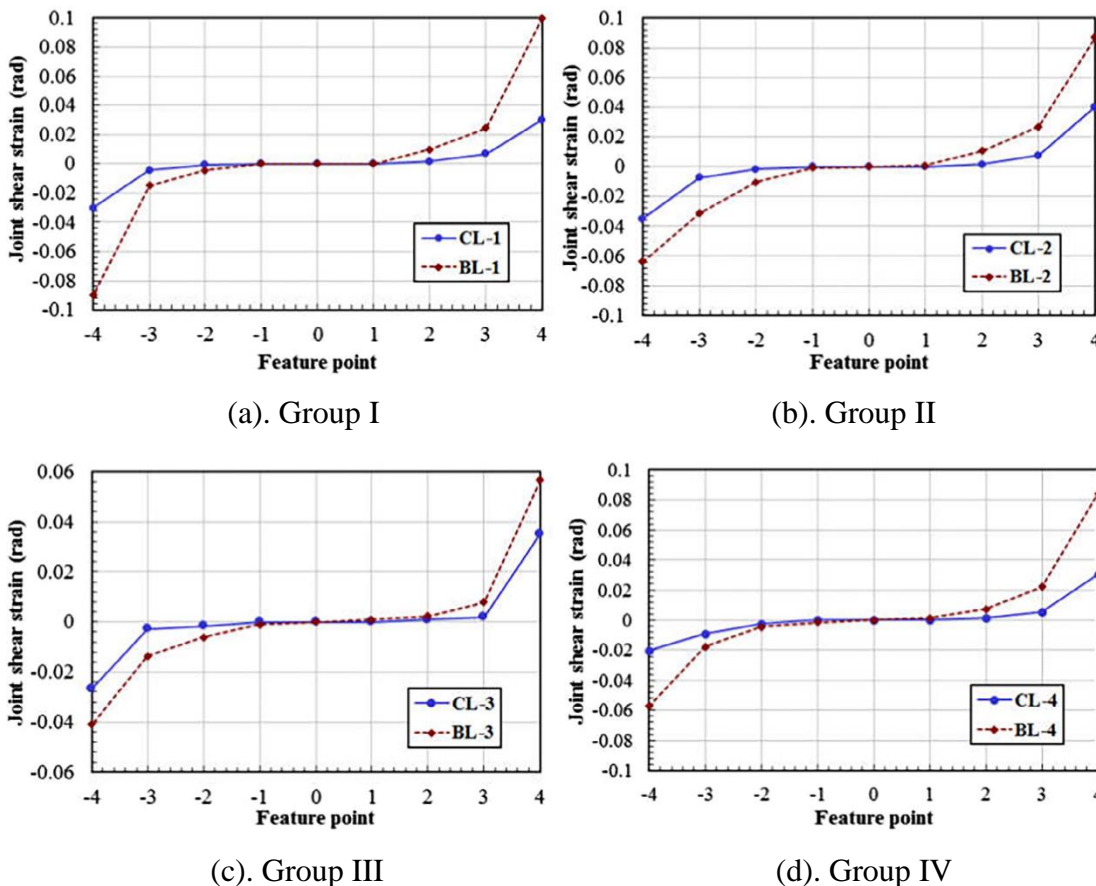 0.1
0.08
0.06
0.04
0.02
0
-0.02
-0.04
-0.06
-0.08
-0.1
Joint shear strain (rad)
CL-1
BL-1
-4 -3 -2 -1 0 1 2 3 4
Feature point
(a). Group I
0.1
0.08
0.06
0.04
0.02
0
-0.02
-0.04
-0.06
-0.08
-0.1
Joint shear strain (rad)
CL-2
BL-2
-4 -3 -2 -1 0 1 2 3 4
Feature point
(b). Group II
0.06
0.04
0.02
0
-0.02
-0.04
-0.06
Joint shear strain (rad)
CL-3
BL-3
-4 -3 -2 -1 0 1 2 3 4
Feature point
(c). Group III
0.1
0.08
0.06
0.04
0.02
0
-0.02
-0.04
-0.06
-0.08
-0.1
Joint shear strain (rad)
CL-4
BL-4
-4 -3 -2 -1 0 1 2 3 4
Feature point
(d). Group IV